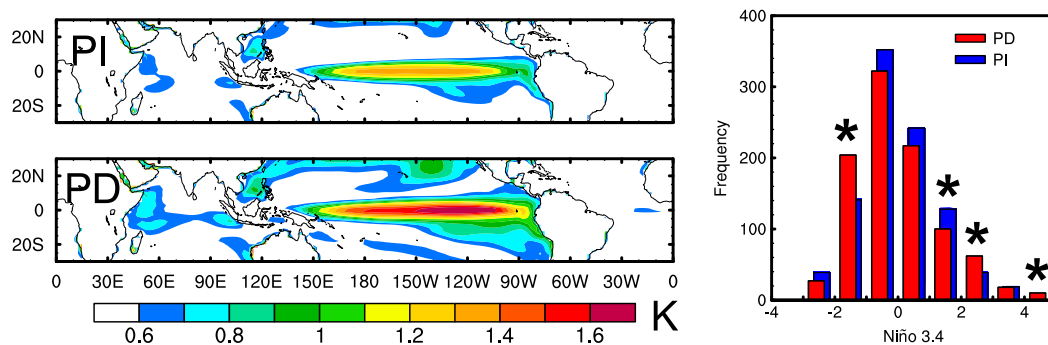 20N
0
20S
PI
20N
0
20S
PD
0 30E 60E 90E 120E 150E 180 150W 120W 90W 60W 30W 0
0.6 0.8 1 1.2 1.4 1.6 K
400
300
200
100
0
Frequency
PD
PI
*
*
*
*
-4 -2 0 2 4
Niño 3.4